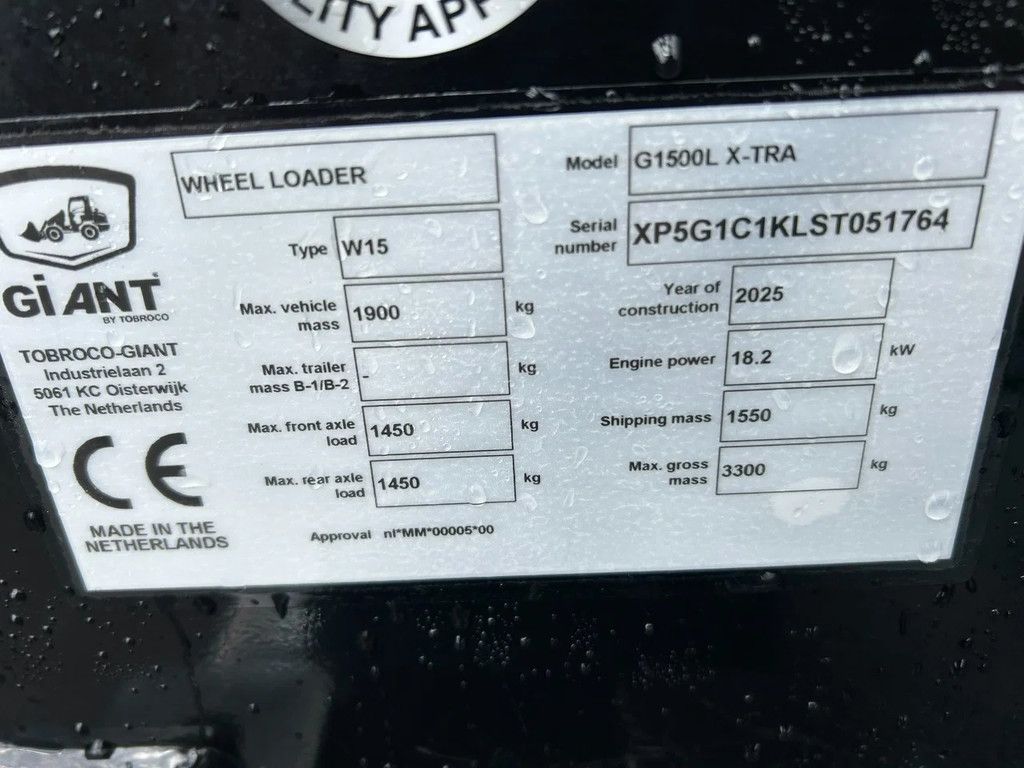 WHEEL LOADER
Model G1500L X-TRA
Type W15
Serial number XP5G1C1KLST051764
GiANT
BY TOBROCO
TOBROCO-GIANT
Industrielaan 2
5061 KC Oisterwijk
The Netherlands
CE
MADE IN THE
NETHERLANDS
Max. vehicle mass 1900 kg
Max. trailer mass B-1/B-2 - kg
Max. front axle load 1450 kg
Max. rear axle load 1450 kg
Approval nl*MM*00005*00
Year of construction 2025
Engine power 18.2 kW
Shipping mass 1550 kg
Max. gross mass 3300 kg